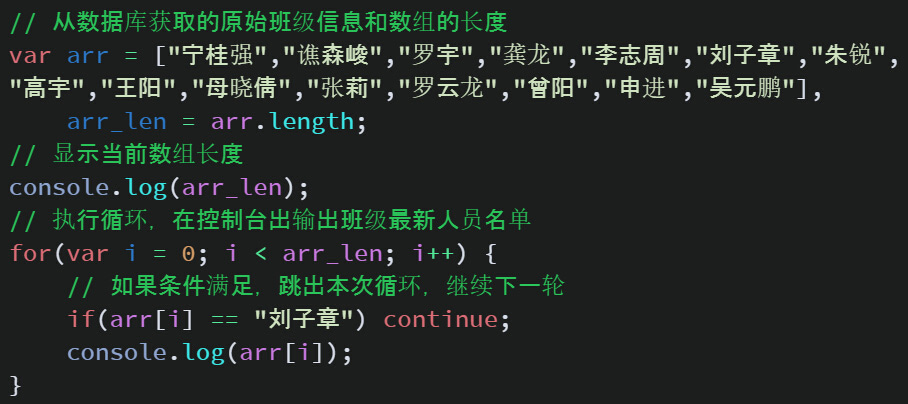 // 从数据库获取的原始班级信息和数组的长度
var arr = ["宁桂强","谯森峻","罗宇","龚龙","李志周","刘子章","朱锐",
"高宇","王阳","母晓倩","张莉","罗云龙","曾阳","申进","吴元鹏"],
    arr_len = arr.length;
// 显示当前数组长度
console.log(arr_len);
// 执行循环，在控制台出输出班级最新人员名单
for(var i = 0; i < arr_len; i++) {
    // 如果条件满足，跳出本次循环，继续下一轮
    if(arr[i] == "刘子章") continue;
    console.log(arr[i]);
}